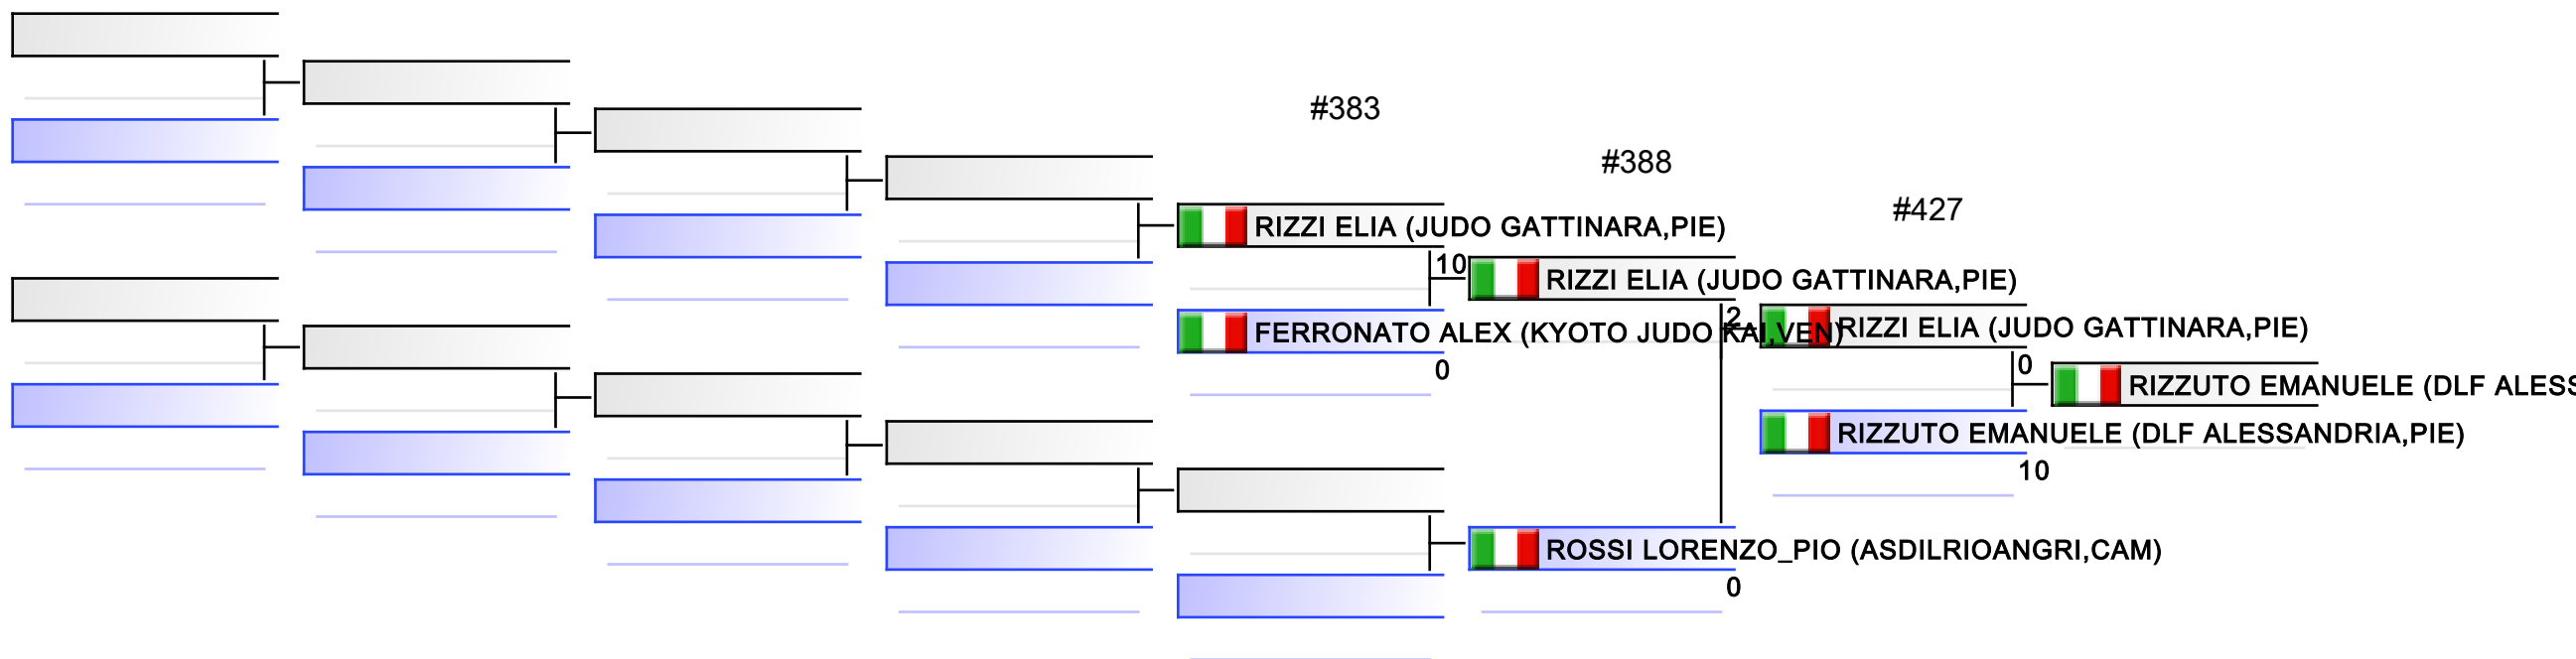 #383
#388
#427
RIZZI ELIA (JUDO GATTINARA,PIE)
10
RIZZI ELIA (JUDO GATTINARA,PIE)
FERRONATO ALEX (KYOTO JUDO KAI,VEN)
0
2
RIZZI ELIA (JUDO GATTINARA,PIE)
0
RIZZUTO EMANUELE (DLF ALESS
RIZZUTO EMANUELE (DLF ALESSANDRIA,PIE)
10
ROSSI LORENZO_PIO (ASDILRIOANGRI,CAM)
0